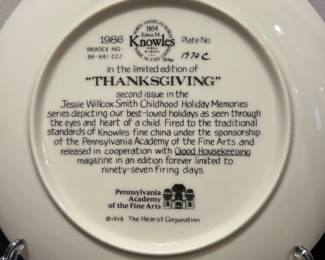 1986
BRADEX NO.
84-K41-22.2
1854
Edwin M.
Knowles
Plate No.
1970 C
in the limited edition of
"THANKSGIVING"
second issue in the
Jessie Willcox Smith Childhood Holiday Memories
series depicting our best-loved holidays as seen through
the eyes and heart of a child. Fired to the traditional
standards of Knowles fine china under the sponsorship
of the Pennsylvania Academy of the Fine Arts and
released in cooperation with Good Housekeeping
magazine in an edition forever limited to
ninety-seven firing days.
Pennsylvania
Academy
of the Fine Arts
The Hearst Corporation